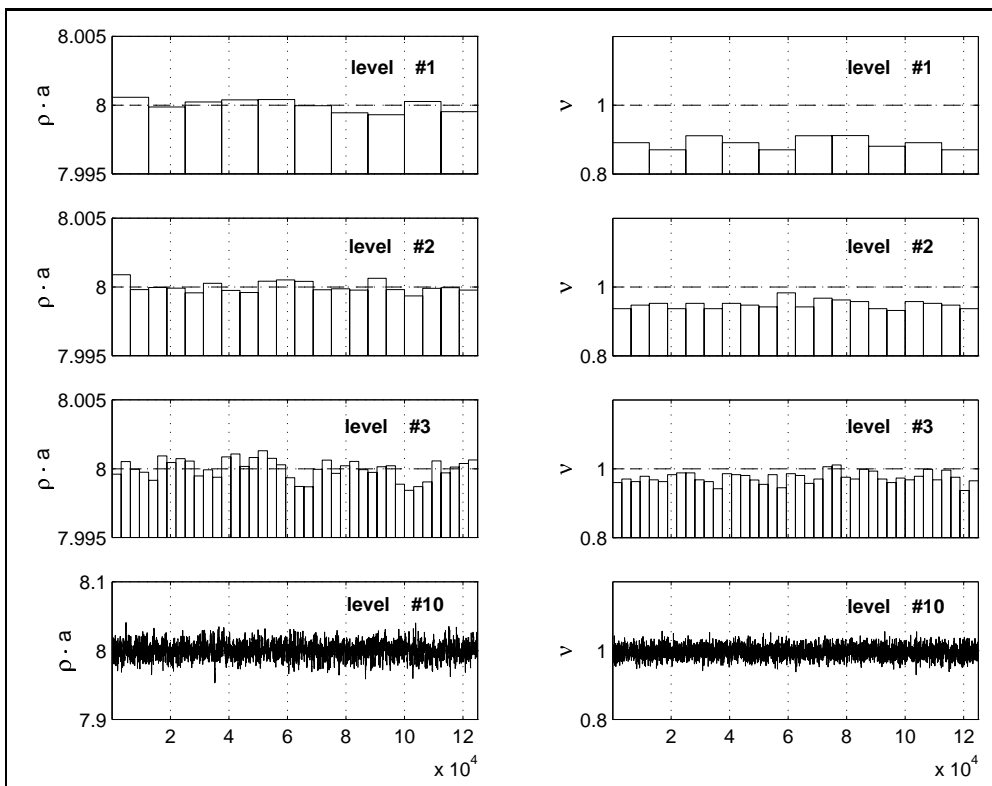 8.005
level #1
8
7.995
ρ · a
level #1
1
0.8
ν
8.005
level #2
8
7.995
ρ · a
level #2
1
0.8
ν
8.005
level #3
8
7.995
ρ · a
level #3
1
0.8
ν
8.1
level #10
8
7.9
ρ · a
2 4 6 8 10 12
x 10^4
level #10
1
0.8
ν
2 4 6 8 10 12
x 10^4